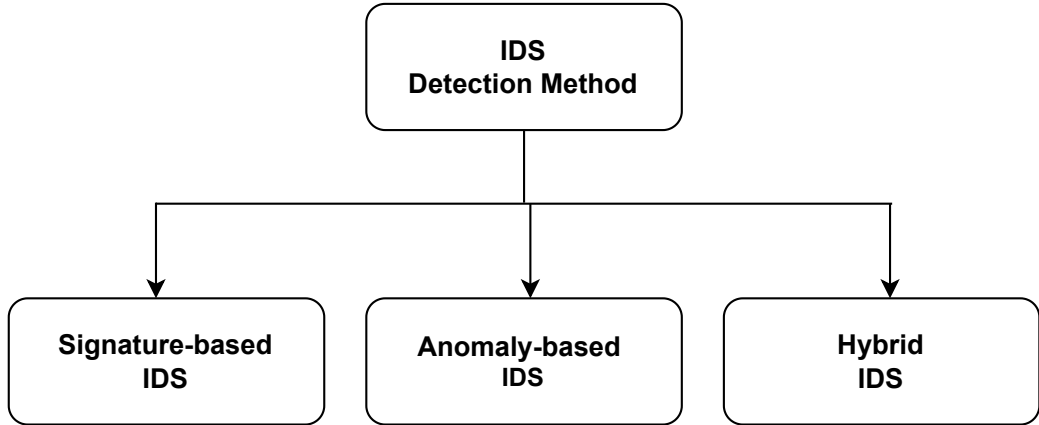 IDS
Detection Method
Signature-based
IDS
Anomaly-based
IDS
Hybrid
IDS